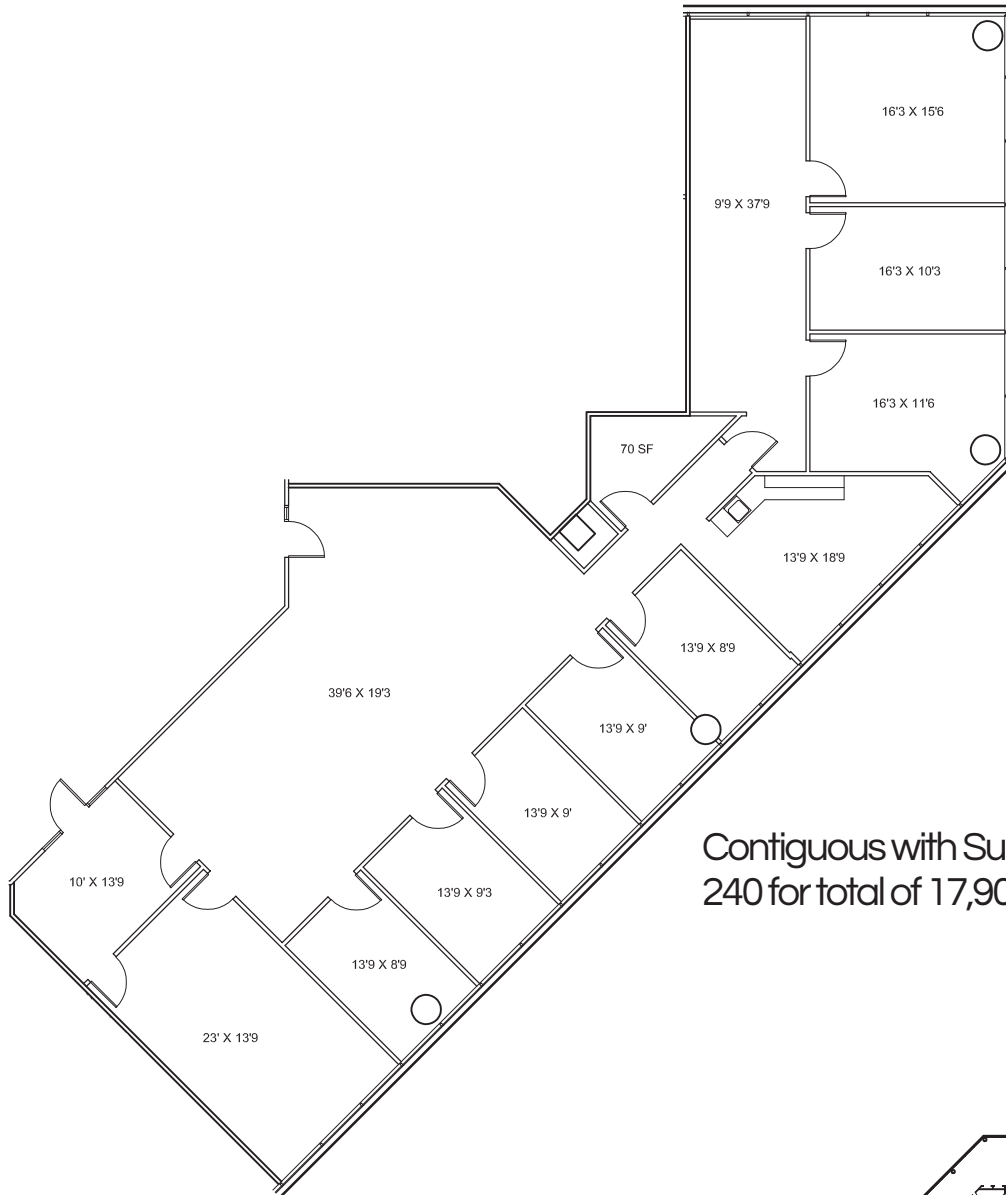 16'3 X 15'6
9'9 X 37'9
16'3 X 10'3
16'3 X 11'6
70 SF
13'9 X 18'9
13'9 X 8'9
39'6 X 19'3
13'9 X 9'
13'9 X 9'
10' X 13'9
13'9 X 9'3
13'9 X 8'9
23' X 13'9
Contiguous with Su
240 for total of 17,90